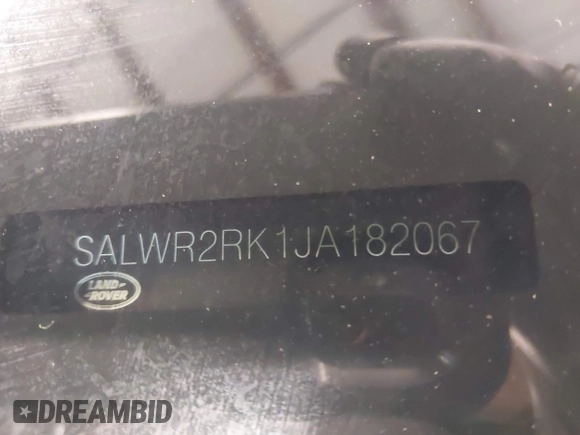 SALWR2RK1JA182067
LAND-
-ROVER
DREAMBID